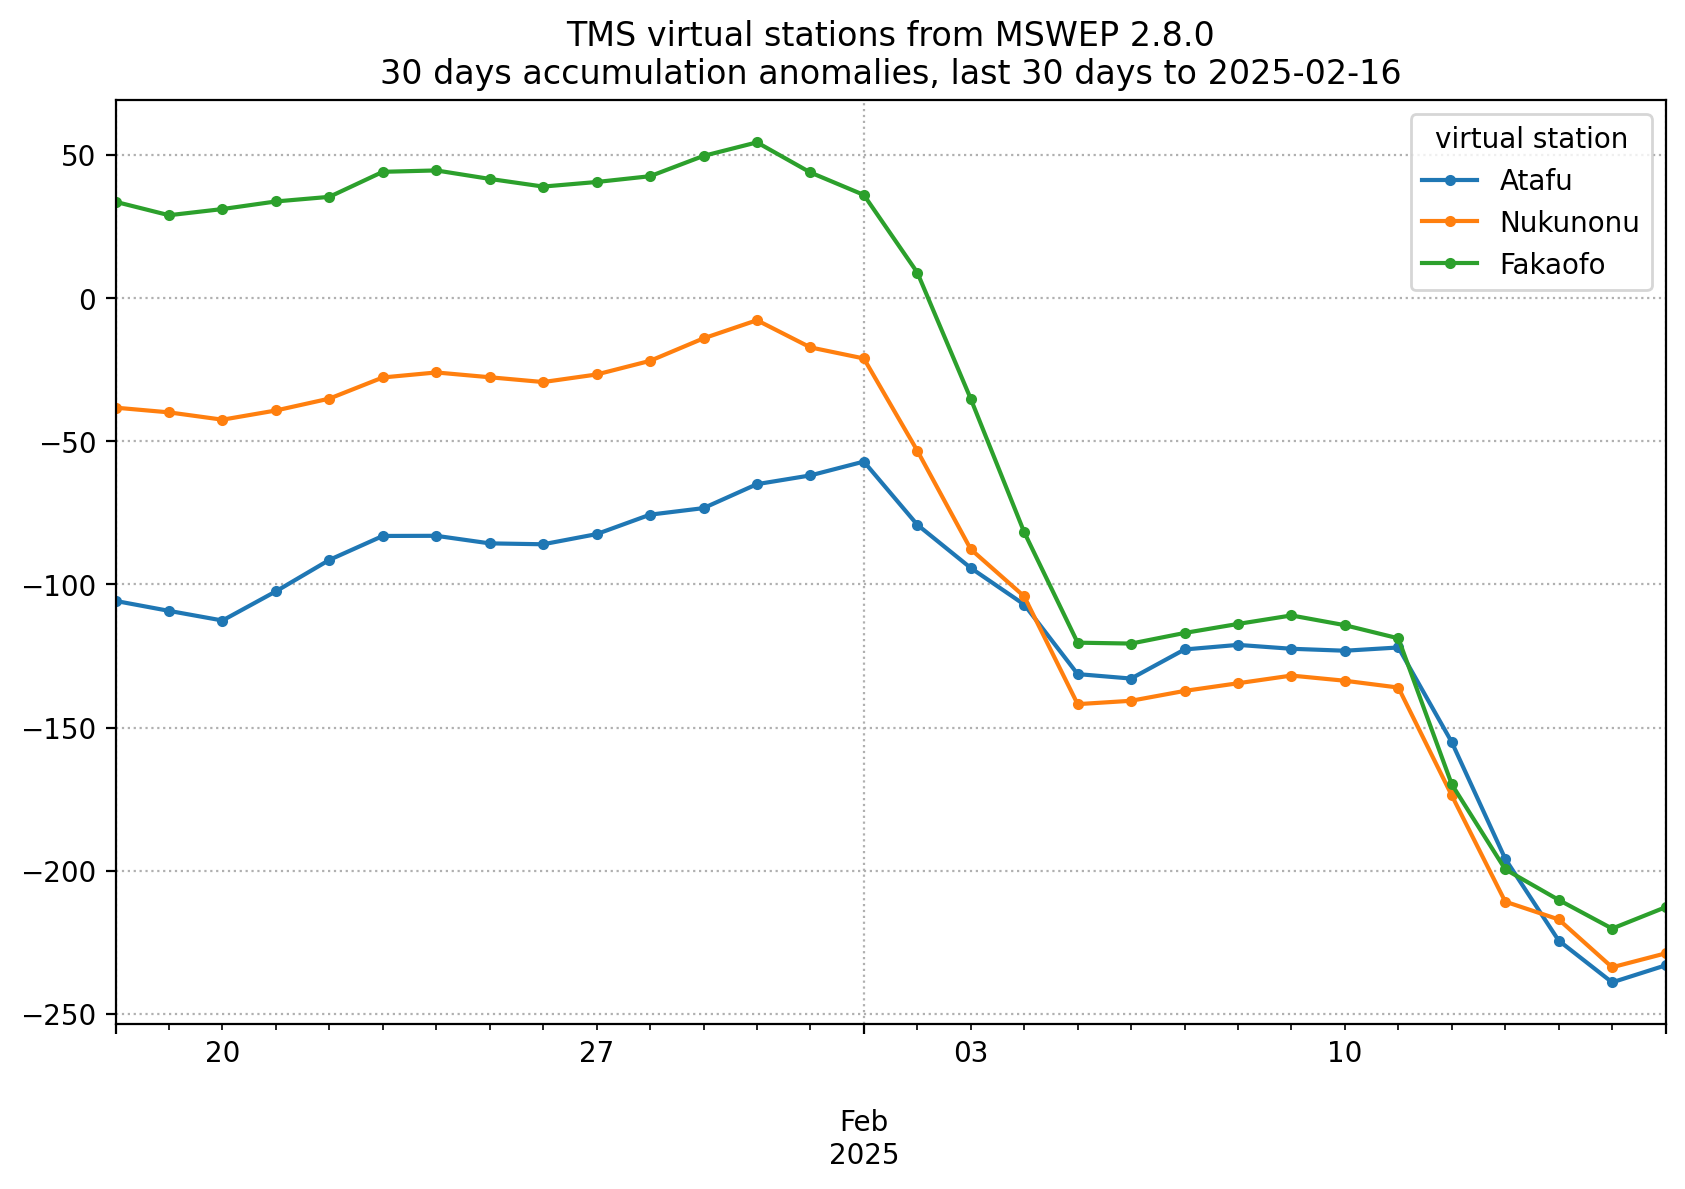 TMS virtual stations from MSWEP 2.8.0
30 days accumulation anomalies, last 30 days to 2025-02-16
virtual station
Atafu
Nukunonu
Fakaofo
50
0
−50
−100
−150
−200
−250
20 27 03 10
Feb
2025